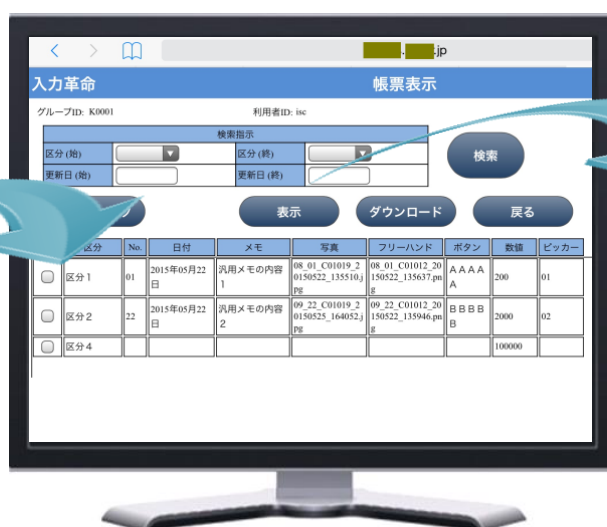 .jp
入力革命 帳票表示
グループID: K0001 利用者ID: isc
検索指示
区分 (始) 区分 (終)
更新日 (始) 更新日 (終)
検索
表示 ダウンロード 戻る
区分 No. 日付 メモ 写真 フリーハンド ボタン 数値 ピッカー
区分1 01 2015年05月22日 汎用メモの内容1 08_01_C01019_20150522_135510.jpg 08_01_C01012_20150522_135637.png AAAAA 200 01
区分2 22 2015年05月22日 汎用メモの内容2 09_22_C01019_20150525_164052.jpg 09_22_C01012_20150522_135946.png BBBBB 2000 02
区分4 100000